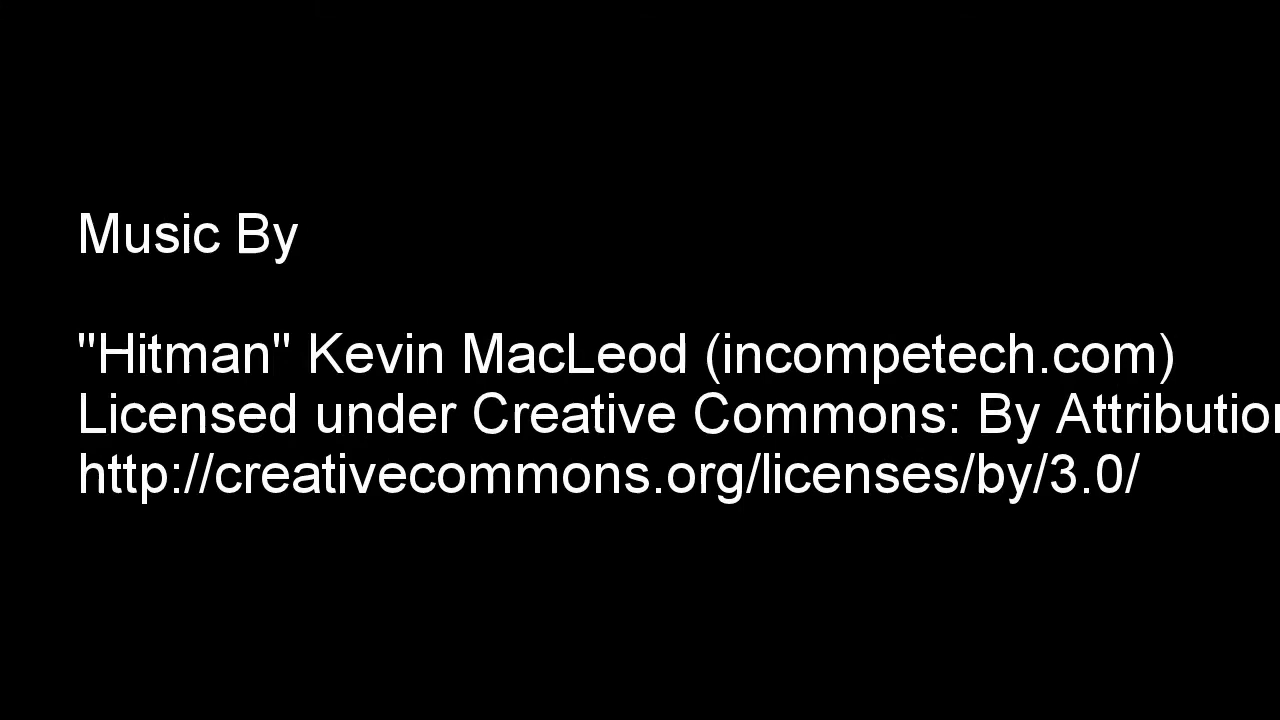 Music By
"Hitman" Kevin MacLeod (incompetech.com)
Licensed under Creative Commons: By Attribution
http://creativecommons.org/licenses/by/3.0/